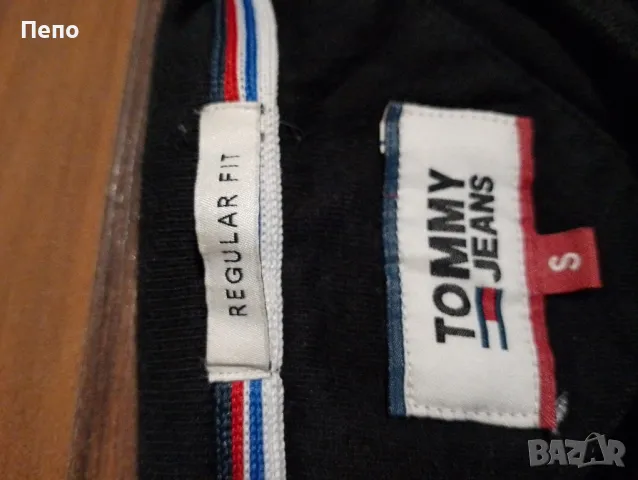 Пепо
REGULAR FIT
TOMMY
JEANS
S
BAZAR